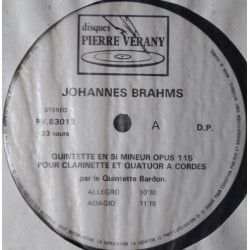 disques
PIERRE VERANY
JOHANNES BRAHMS
STEREO
PV.83012
33 tours
A
D.P.
QUINTETTE EN SI MINEUR OPUS 115
POUR CLARINETTE ET QUATUOR A CORDES
par le Quintette Bardon.
ALLEGRO 10'10
ADAGIO 11'18